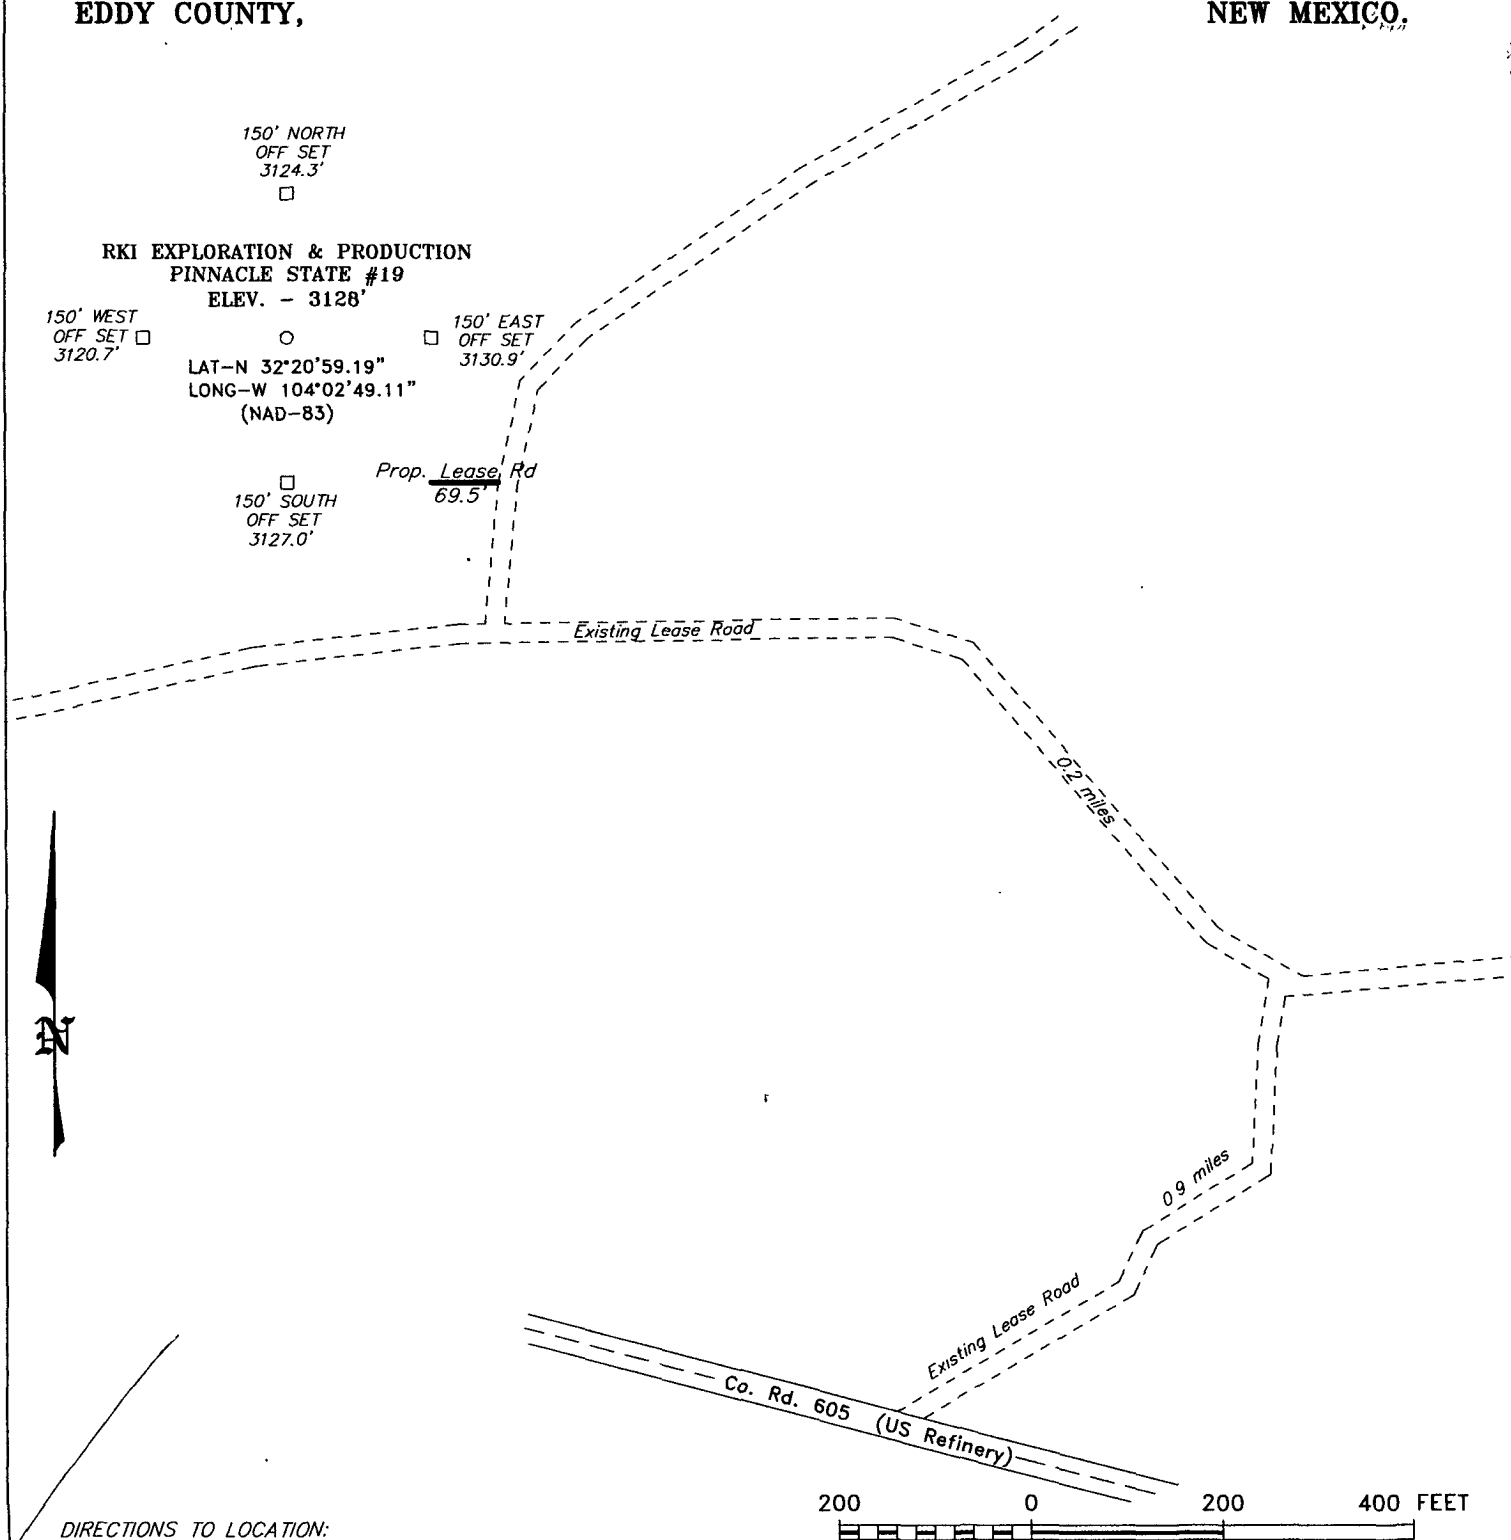 EDDY COUNTY,
NEW MEXICO.
150' NORTH
OFF SET
3124.3'
RKI EXPLORATION & PRODUCTION
PINNACLE STATE #19
ELEV. - 3128'
150' WEST
OFF SET
3120.7'
150' EAST
OFF SET
3130.9'
LAT-N 32°20'59.19"
LONG-W 104°02'49.11"
(NAD-83)
Prop. Lease Rd
69.5'
150' SOUTH
OFF SET
3127.0'
Existing Lease Road
0.2 miles
N
0 9 miles
Existing Lease Road
Co. Rd. 605 (US Refinery)
200 0 200 400 FEET
DIRECTIONS TO LOCATION: